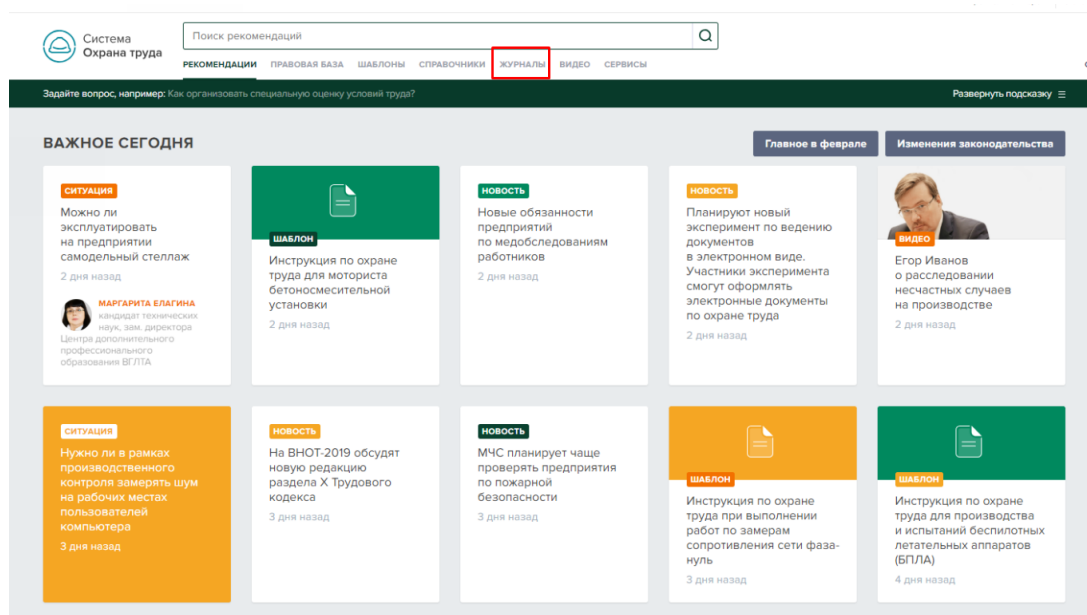 Система
Охрана труда
Поиск рекомендаций
РЕКОМЕНДАЦИИ ПРАВОВАЯ БАЗА ШАБЛОНЫ СПРАВОЧНИКИ ЖУРНАЛЫ ВИДЕО СЕРВИСЫ
Задайте вопрос, например: Как организовать специальную оценку условий труда?
Развернуть подсказку
ВАЖНОЕ СЕГОДНЯ
Главное в феврале
Изменения законодательства
СИТУАЦИЯ
Можно ли
эксплуатировать
на предприятии
самодельный стеллаж
2 дня назад
МАРГАРИТА ЕЛАГИНА
кандидат технических
наук, зам. директора
Центра дополнительного
профессионального
образования ВГЛТА
ШАБЛОН
Инструкция по охране
труда для моториста
бетоносмесительной
установки
2 дня назад
НОВОСТЬ
Новые обязанности
предприятий
по медобследованиям
работников
2 дня назад
НОВОСТЬ
Планируют новый
эксперимент по ведению
документов
в электронном виде.
Участники эксперимента
смогут оформлять
электронные документы
по охране труда
2 дня назад
ВИДЕО
Егор Иванов
о расследовании
несчастных случаев
на производстве
2 дня назад
СИТУАЦИЯ
Нужно ли в рамках
производственного
контроля замерять шум
на рабочих местах
пользователей
компьютера
3 дня назад
НОВОСТЬ
На ВНОТ-2019 обсудят
новую редакцию
раздела X Трудового
кодекса
3 дня назад
НОВОСТЬ
МЧС планирует чаще
проверять предприятия
по пожарной
безопасности
3 дня назад
ШАБЛОН
Инструкция по охране
труда при выполнении
работ по замерам
сопротивления сети фаза-
нуль
3 дня назад
ШАБЛОН
Инструкция по охране
труда для производства
и испытаний беспилотных
летательных аппаратов
(БПЛА)
4 дня назад